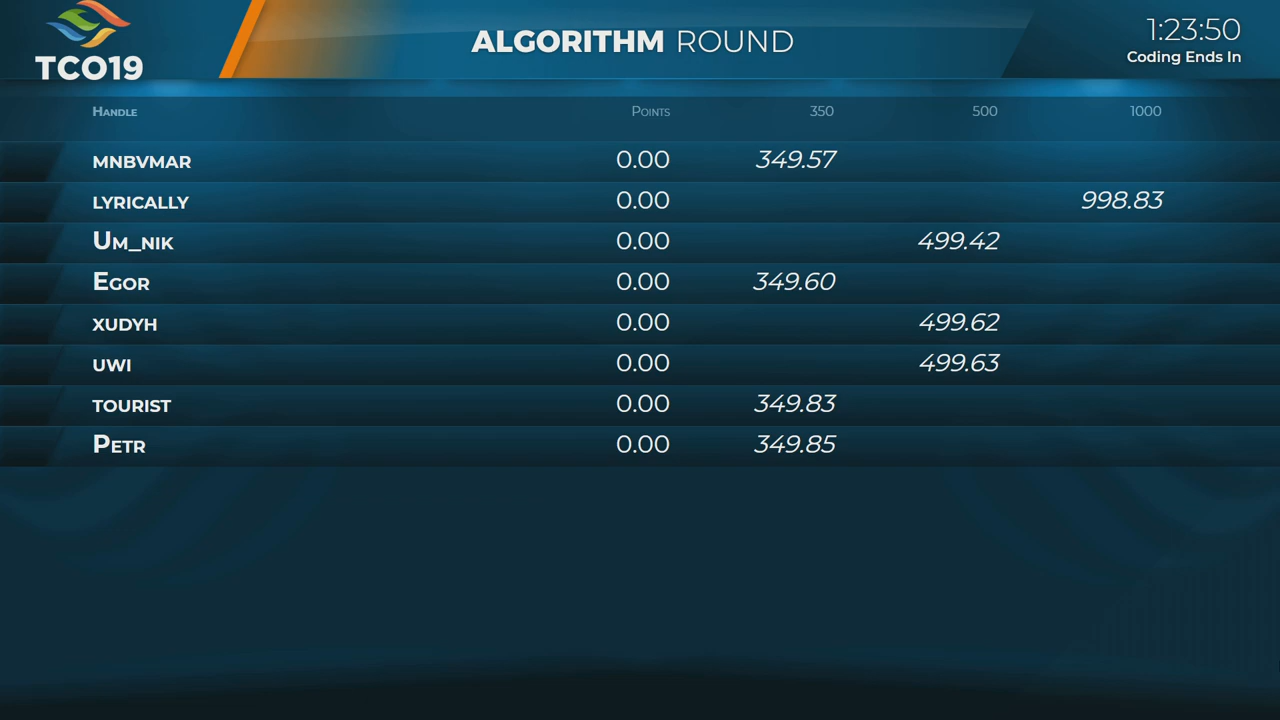 TCO19
ALGORITHM ROUND
1:23:50
Coding Ends In
Handle Points 350 500 1000
MNBVMAR 0.00 349.57
LYRICALLY 0.00 998.83
Um_nik 0.00 499.42
Egor 0.00 349.60
XUDYH 0.00 499.62
UWI 0.00 499.63
TOURIST 0.00 349.83
Petr 0.00 349.85